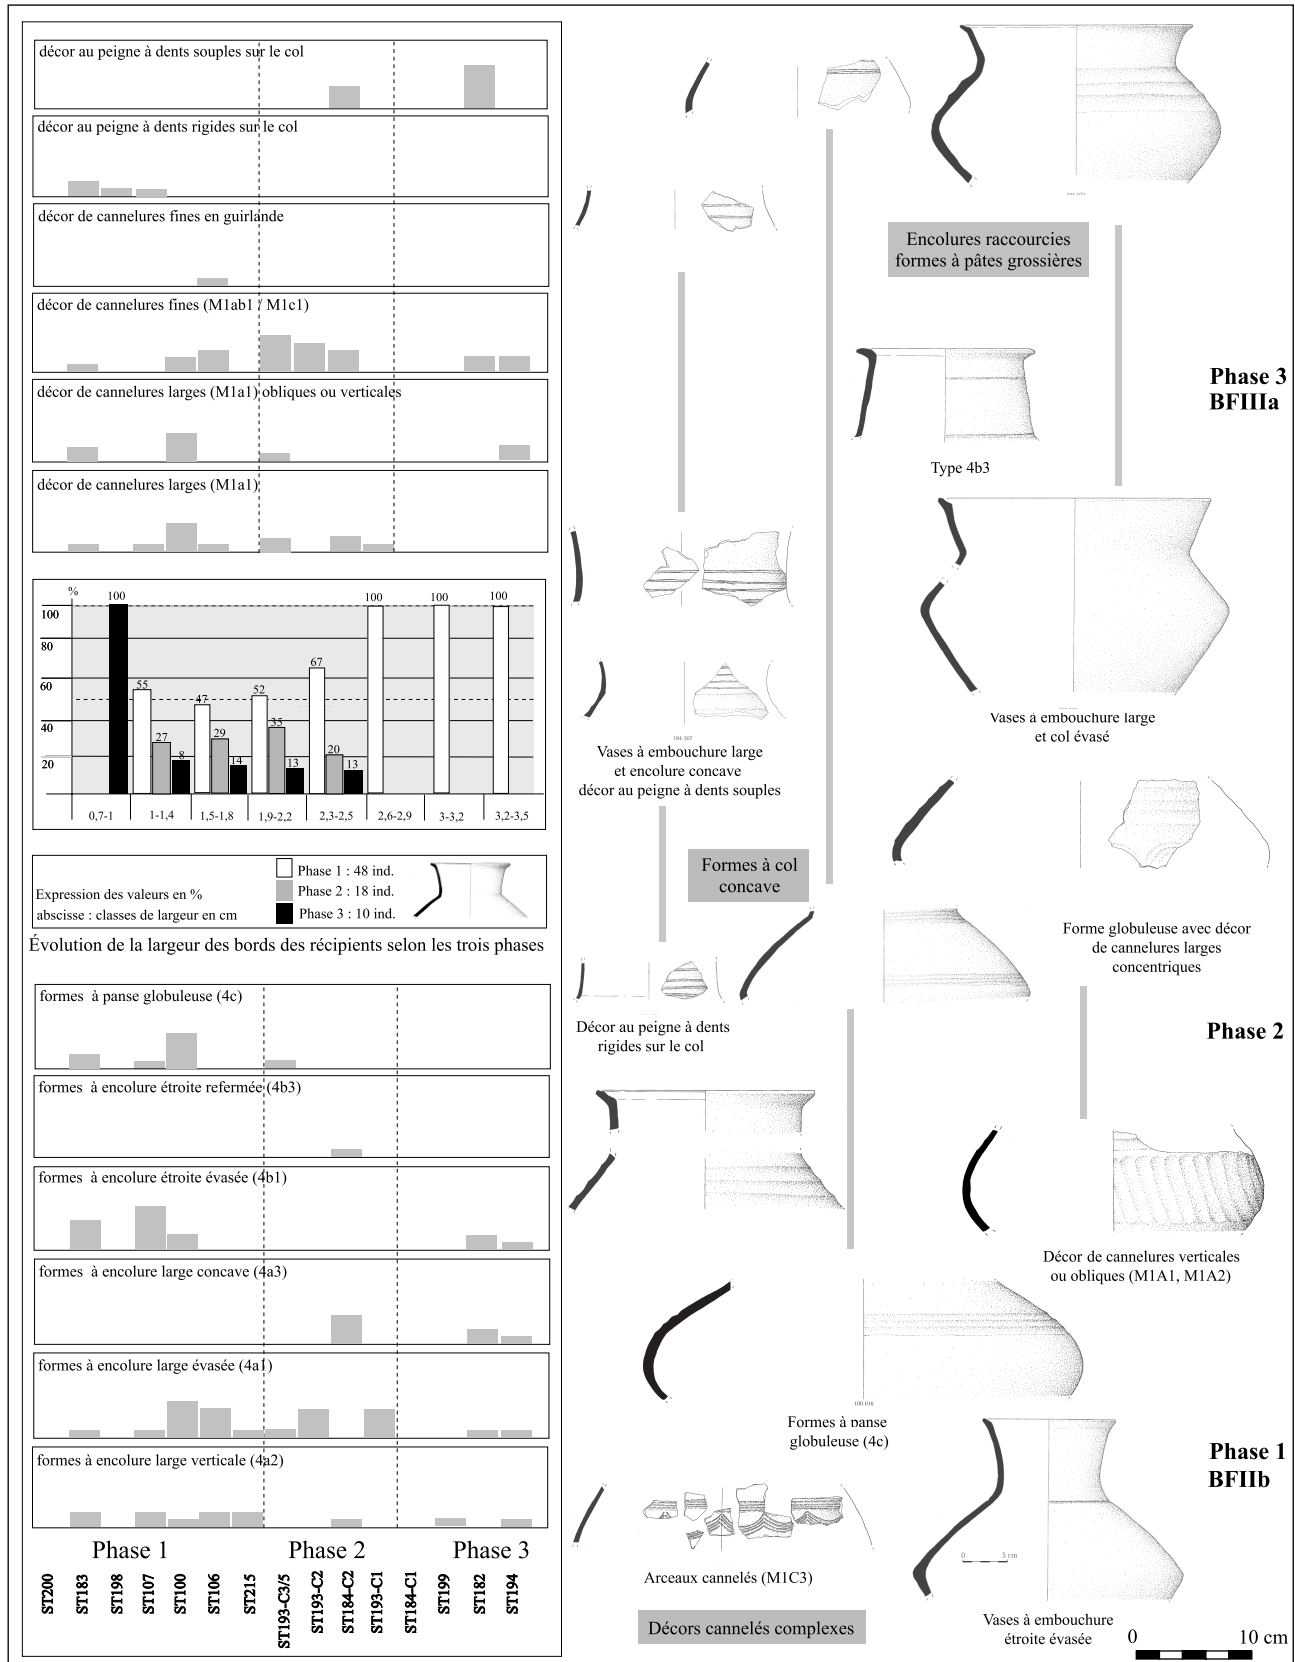 décor au peigne à dents souples sur le col
décor au peigne à dents rigides sur le col
décor de cannelures fines en guirlande
décor de cannelures fines (M1ab1 / M1c1)
décor de cannelures larges (M1a1) obliques ou verticales
décor de cannelures larges (M1a1)
%
100
80
60
40
20
100
55
27
8
47
29
14
52
35
13
67
20
13
100
100
100
0,7-1
1-1,4
1,5-1,8
1,9-2,2
2,3-2,5
2,6-2,9
3-3,2
3,2-3,5
Expression des valeurs en %
abscisse : classes de largeur en cm
Phase 1 : 48 ind.
Phase 2 : 18 ind.
Phase 3 : 10 ind.
Évolution de la largeur des bords des récipients selon les trois phases
formes à panse globuleuse (4c)
formes à encolure étroite refermée (4b3)
formes à encolure étroite évasée (4b1)
formes à encolure large concave (4a3)
formes à encolure large évasée (4a1)
formes à encolure large verticale (4a2)
Phase 1
Phase 2
Phase 3
ST200
ST183
ST198
ST107
ST100
ST106
ST215
ST193-C3/5
ST193-C2
ST184-C2
ST193-C1
ST184-C1
ST199
ST182
ST194
Encolures raccourcies
formes à pâtes grossières
Type 4b3
Phase 3
BFIIIa
Vases à embouchure large
et col évasé
184-307
Vases à embouchure large
et encolure concave
décor au peigne à dents souples
Formes à col
concave
Forme globuleuse avec décor
de cannelures larges
concentriques
Décor au peigne à dents
rigides sur le col
Phase 2
Décor de cannelures verticales
ou obliques (M1A1, M1A2)
100-016
Formes à panse
globuleuse (4c)
Phase 1
BFIIb
Arceaux cannelés (M1C3)
Décors cannelés complexes
0 5 cm
Vases à embouchure
étroite évasée
0 10 cm